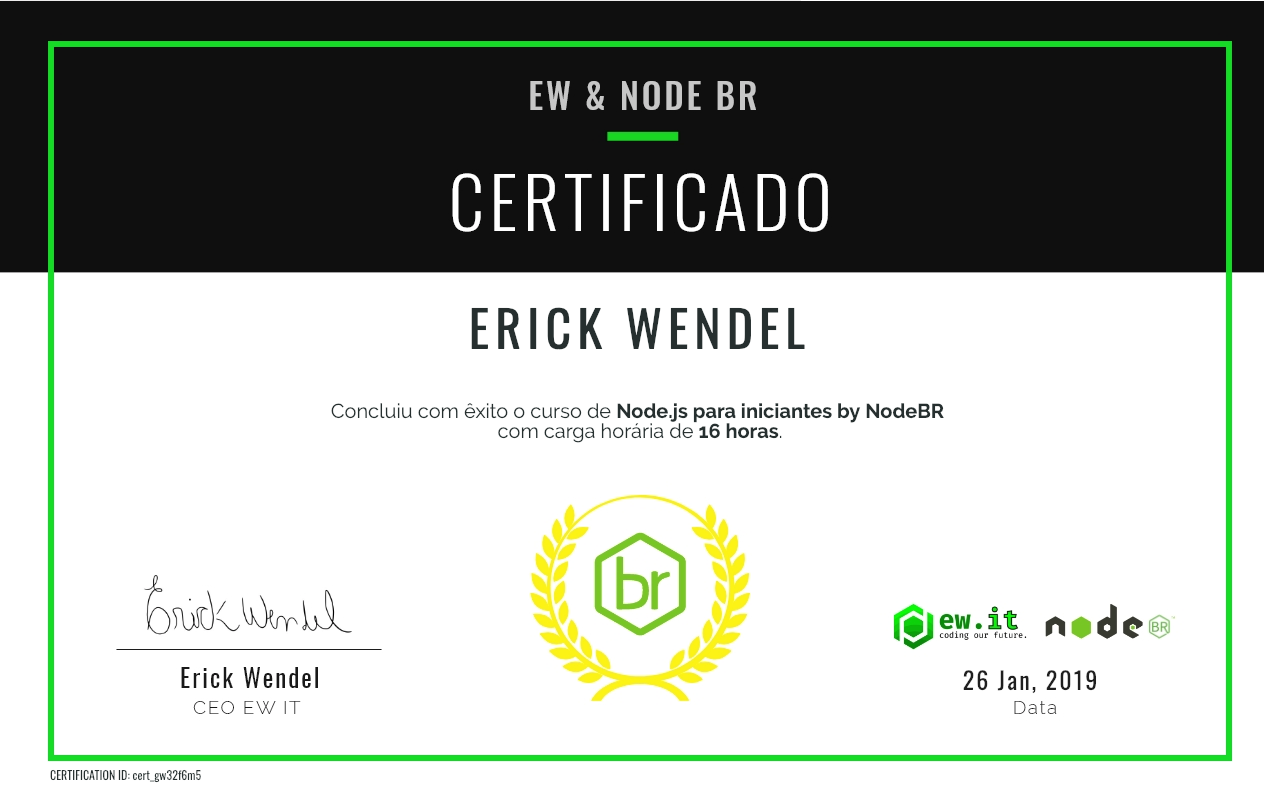 EW & NODE BR
CERTIFICADO
ERICK WENDEL
Concluiu com êxito o curso de Node.js para iniciantes by NodeBR
com carga horária de 16 horas.
br
Erick Wendel
Erick Wendel
CEO EW IT
ew.it
coding our future.
node BR
26 Jan, 2019
Data
CERTIFICATION ID: cert_gw32f6m5